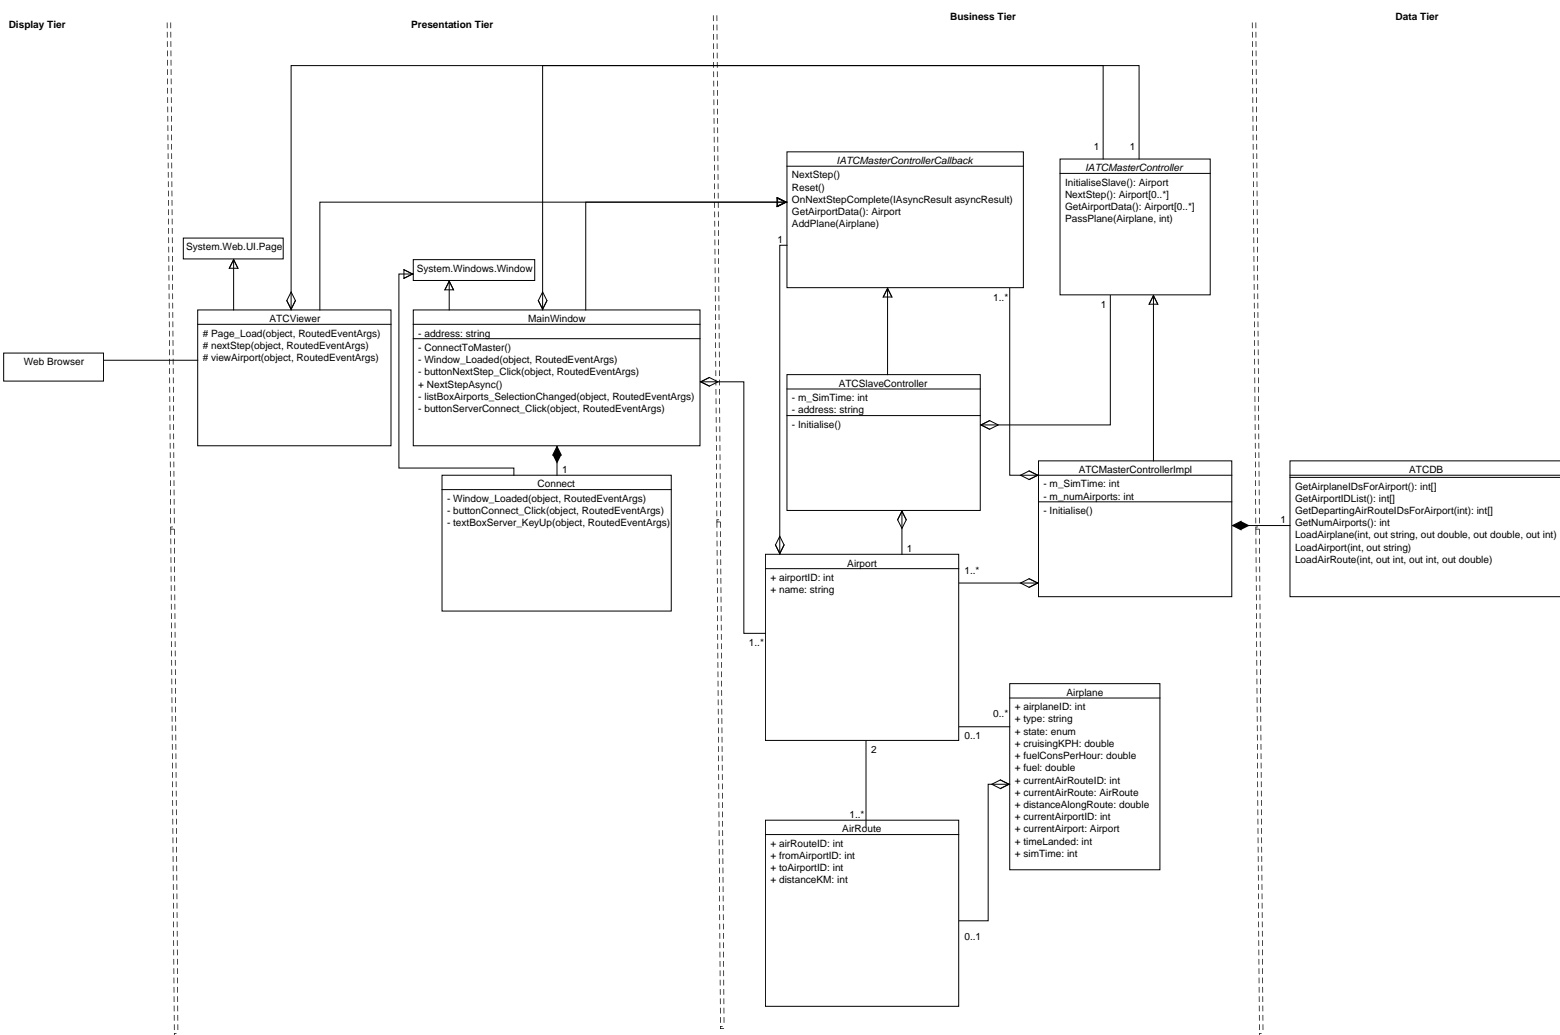 Display Tier
Presentation Tier
Business Tier
Data Tier
Web Browser
System.Web.UI.Page
ATCViewer
# Page_Load(object, RoutedEventArgs)
# nextStep(object, RoutedEventArgs)
# viewAirport(object, RoutedEventArgs)
System.Windows.Window
MainWindow
- address: string
- ConnectToMaster()
- Window_Loaded(object, RoutedEventArgs)
- buttonNextStep_Click(object, RoutedEventArgs)
+ NextStepAsync()
- listBoxAirports_SelectionChanged(object, RoutedEventArgs)
- buttonServerConnect_Click(object, RoutedEventArgs)
1
Connect
- Window_Loaded(object, RoutedEventArgs)
- buttonConnect_Click(object, RoutedEventArgs)
- textBoxServer_KeyUp(object, RoutedEventArgs)
IATCMasterControllerCallback
NextStep()
Reset()
OnNextStepComplete(IAsyncResult asyncResult)
GetAirportData(): Airport
AddPlane(Airplane)
1
1..*
1
1
IATCMasterController
InitialiseSlave(): Airport
NextStep(): Airport[0..*]
GetAirportData(): Airport[0..*]
PassPlane(Airplane, int)
1
ATCSlaveController
- m_SimTime: int
- address: string
- Initialise()
1
ATCMasterControllerImpl
- m_SimTime: int
- m_numAirports: int
- Initialise()
1
ATCDB
GetAirplaneIDsForAirport(): int[]
GetAirportIDList(): int[]
GetDepartingAirRouteIDsForAirport(int): int[]
GetNumAirports(): int
LoadAirplane(int, out string, out double, out double, out int)
LoadAirport(int, out string)
LoadAirRoute(int, out int, out int, out double)
Airport
+ airportID: int
+ name: string
1..*
1..*
0..*
0..1
2
1..*
Airplane
+ airplaneID: int
+ type: string
+ state: enum
+ cruisingKPH: double
+ fuelConsPerHour: double
+ fuel: double
+ currentAirRouteID: int
+ currentAirRoute: AirRoute
+ distanceAlongRoute: double
+ currentAirportID: int
+ currentAirport: Airport
+ timeLanded: int
+ simTime: int
AirRoute
+ airRouteID: int
+ fromAirportID: int
+ toAirportID: int
+ distanceKM: int
0..1